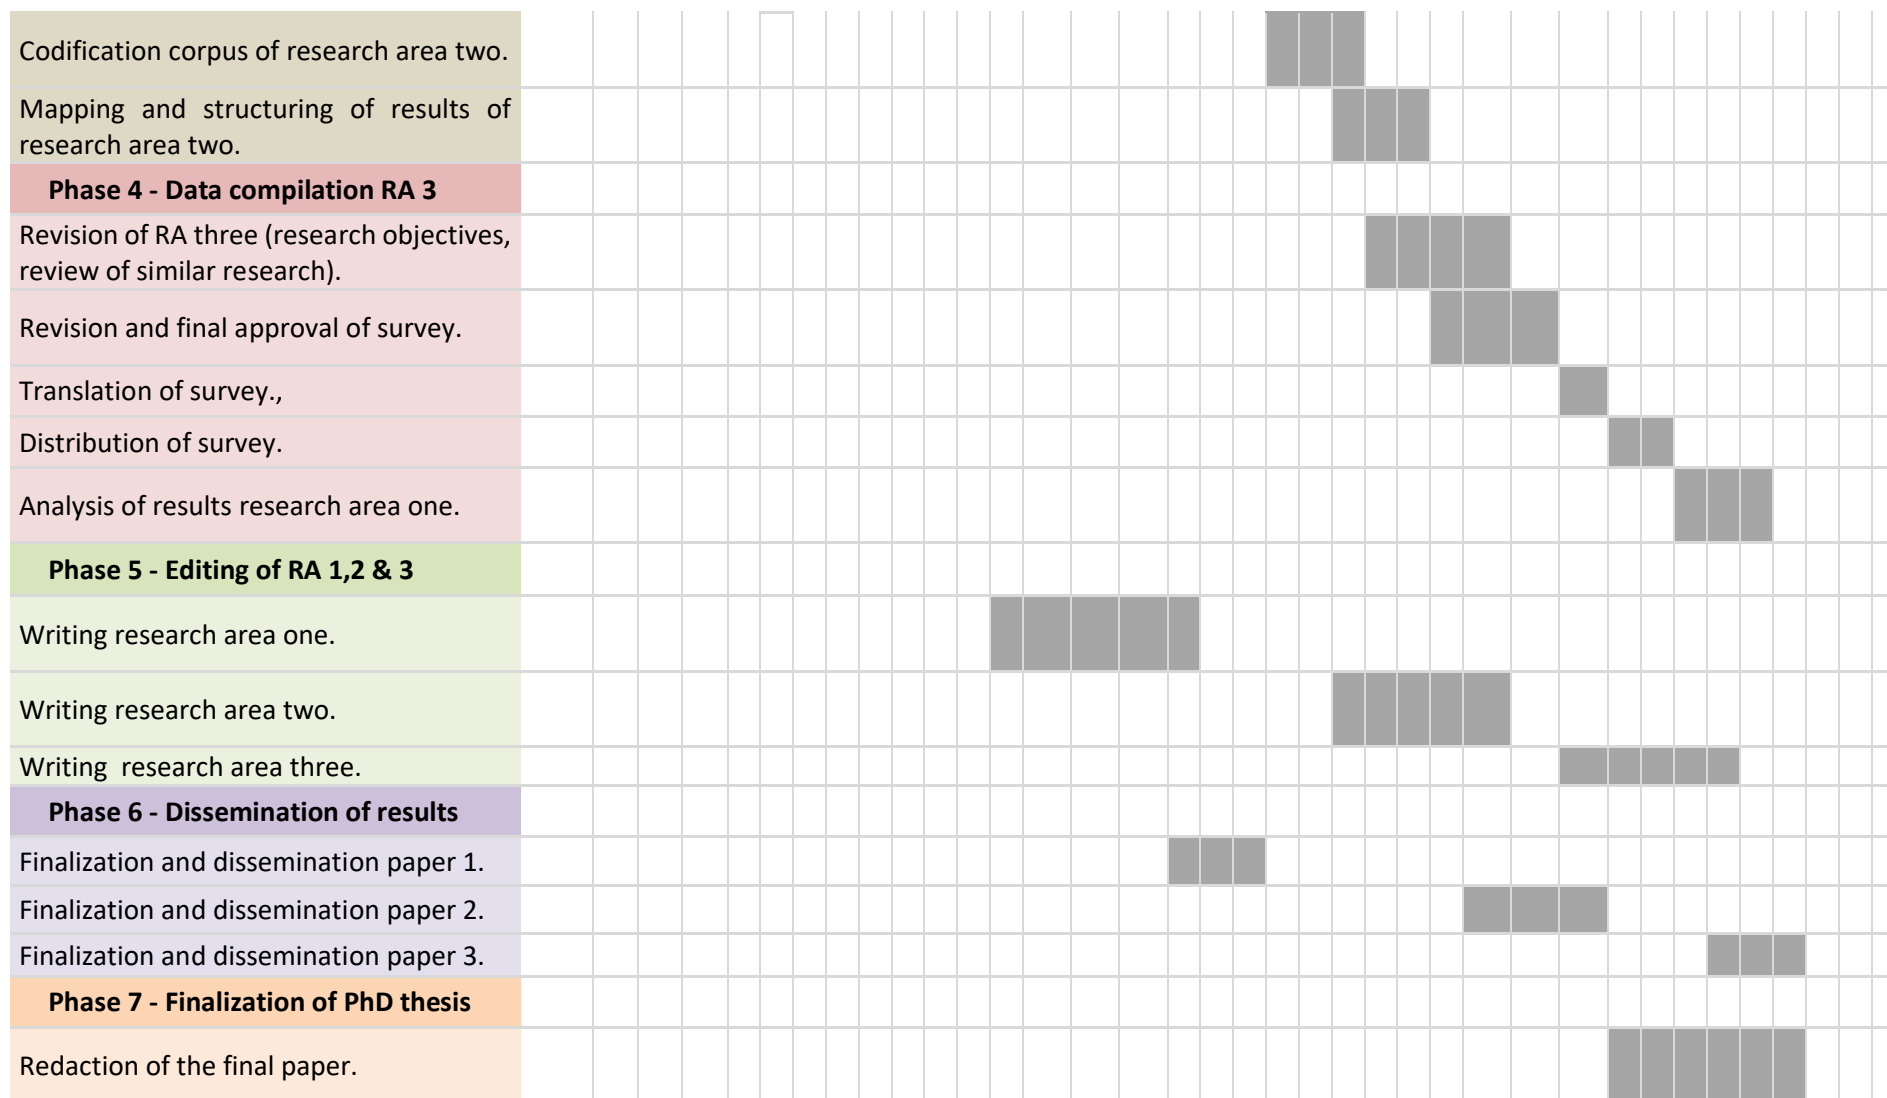 Codification corpus of research area two.
Mapping and structuring of results of
research area two.
Phase 4 - Data compilation RA 3
Revision of RA three (research objectives,
review of similar research).
Revision and final approval of survey.
Translation of survey.,
Distribution of survey.
Analysis of results research area one.
Phase 5 - Editing of RA 1,2 & 3
Writing research area one.
Writing research area two.
Writing  research area three.
Phase 6 - Dissemination of results
Finalization and dissemination paper 1.
Finalization and dissemination paper 2.
Finalization and dissemination paper 3.
Phase 7 - Finalization of PhD thesis
Redaction of the final paper.